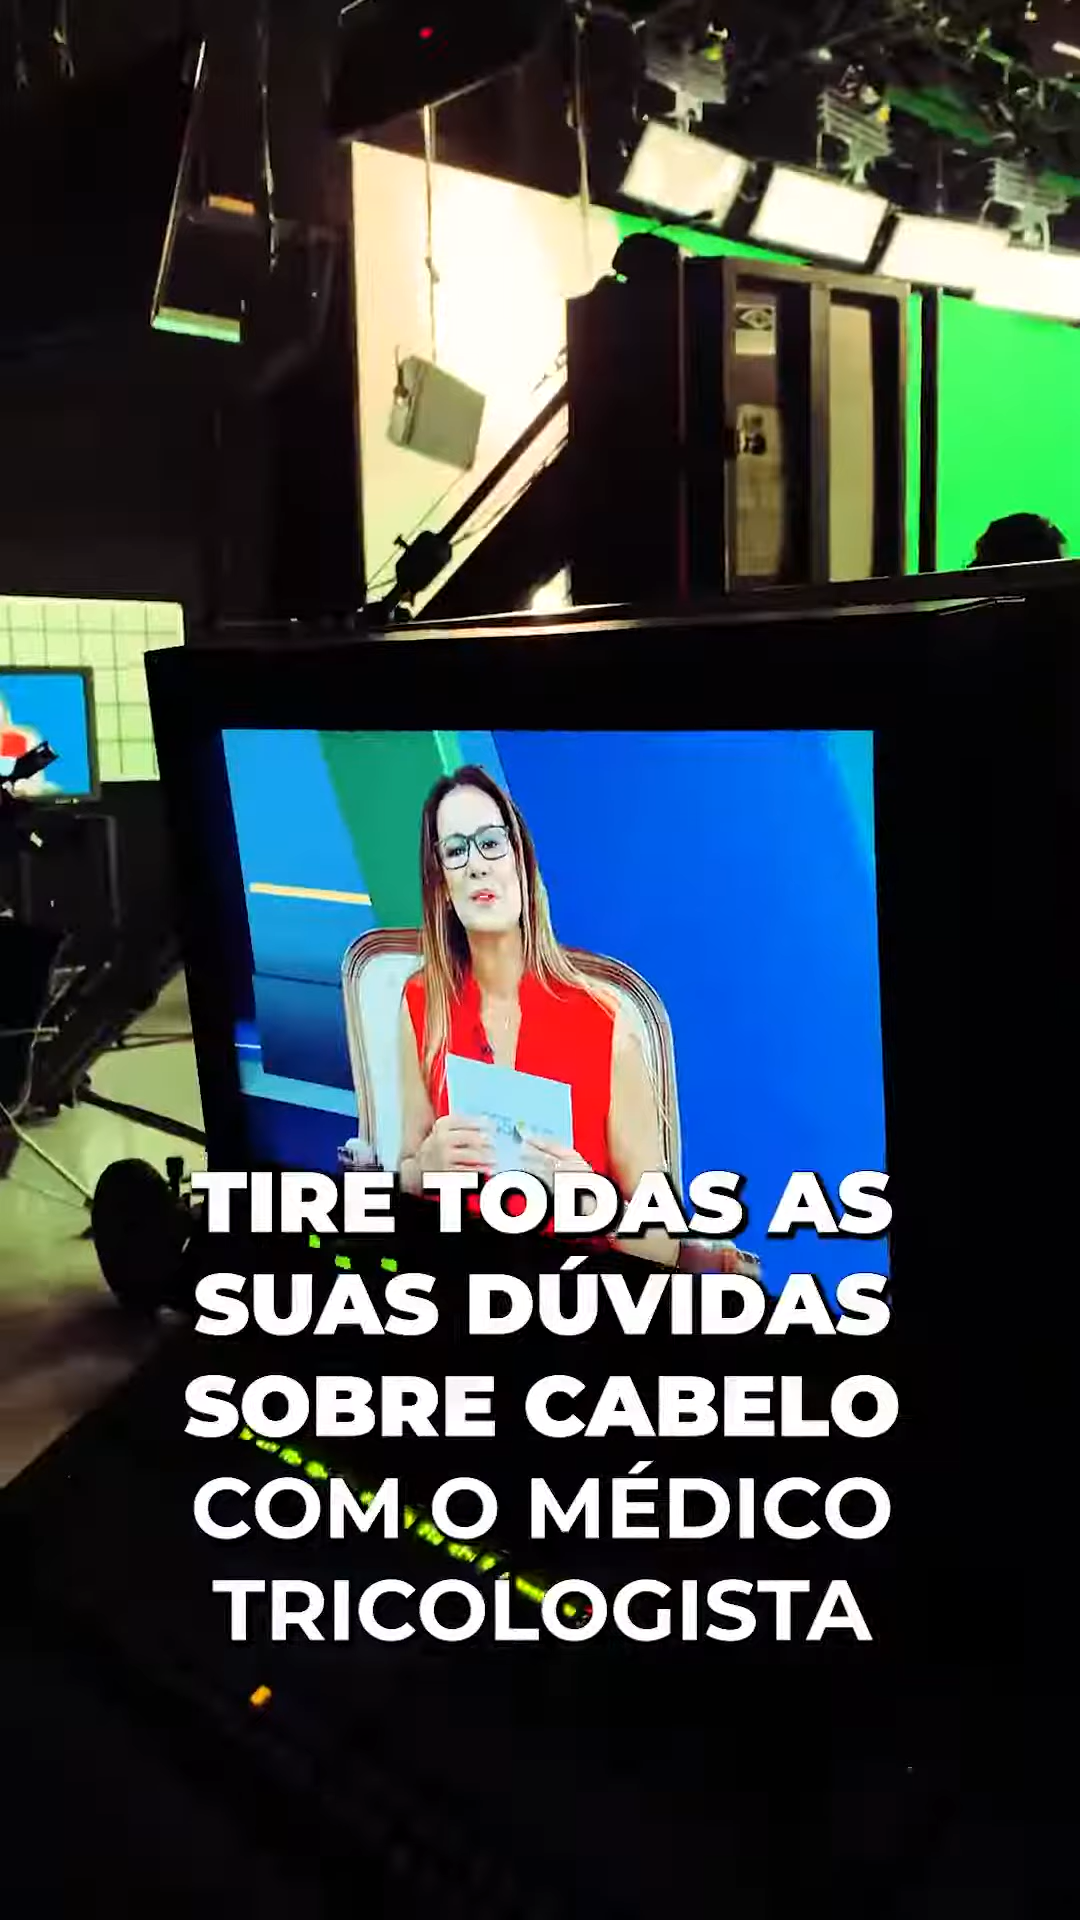 TIRE TODAS AS
SUAS DÚVIDAS
SOBRE CABELO
COM O MÉDICO
TRICOLOGISTA